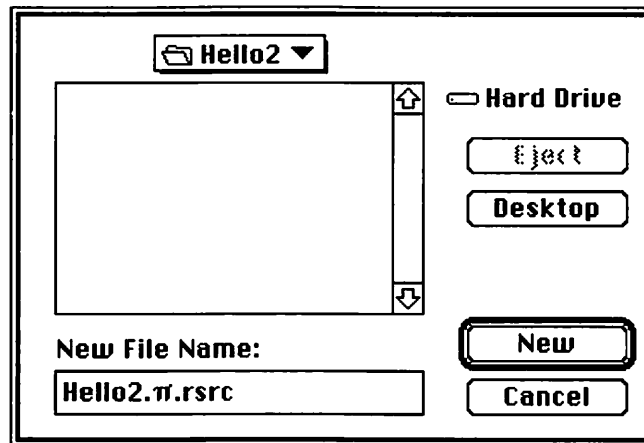 Hello2
Hard Drive
Eject
Desktop
New File Name:
New
Hello2.π.rsrc
Cancel